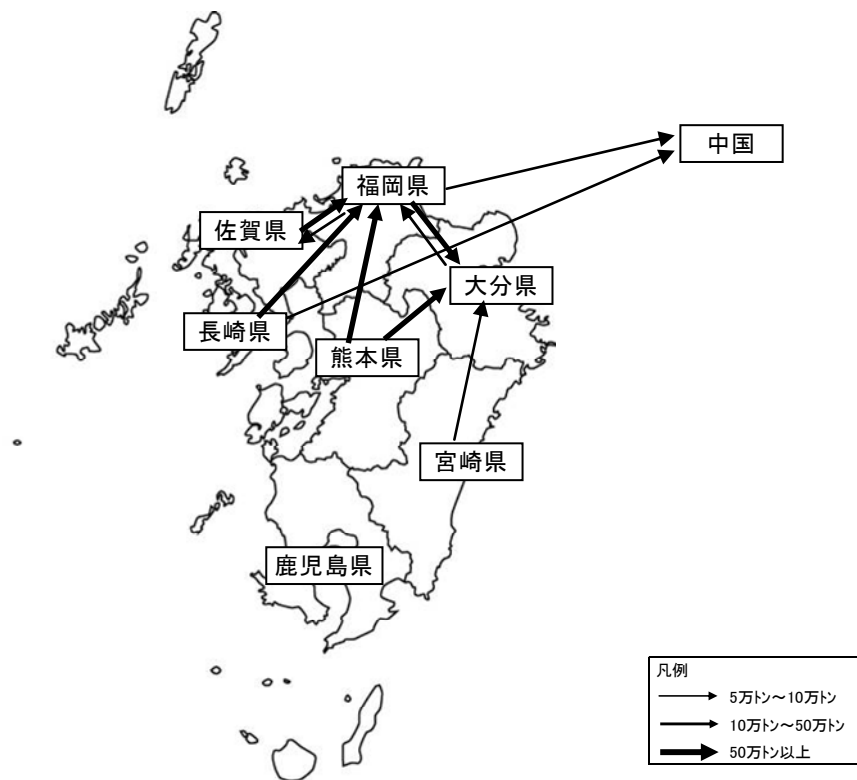 中国
福岡県
佐賀県
大分県
長崎県
熊本県
宮崎県
鹿児島県
凡例
5万トン～10万トン
10万トン～50万トン
50万トン以上